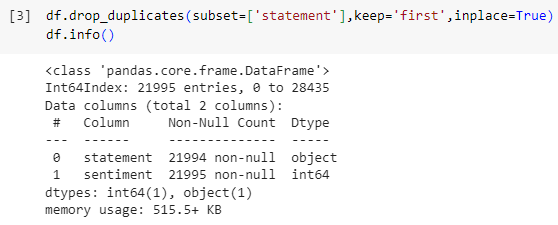 [3] df.drop_duplicates(subset=['statement'],keep='first',inplace=True)
df.info()
<class 'pandas.core.frame.DataFrame'>
Int64Index: 21995 entries, 0 to 28435
Data columns (total 2 columns):
 #   Column     Non-Null Count  Dtype
---  ------     --------------  -----
 0   statement  21994 non-null  object
 1   sentiment  21995 non-null  int64
dtypes: int64(1), object(1)
memory usage: 515.5+ KB